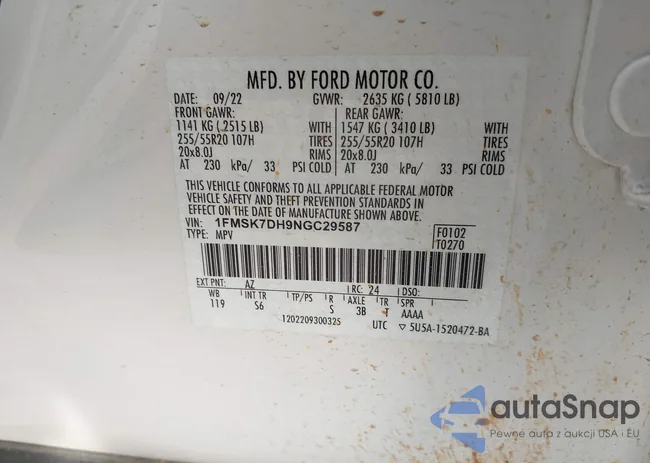 MFD. BY FORD MOTOR CO.
DATE: 09/22 GVWR: 2635 KG ( 5810 LB)
FRONT GAWR: REAR GAWR:
1141 KG ( 2515 LB) WITH 1547 KG ( 3410 LB) WITH
255/55R20 107H TIRES 255/55R20 107H TIRES
20x8.0J RIMS 20x8.0J RIMS
AT 230 kPa/ 33 PSI COLD AT 230 kPa/ 33 PSI COLD
THIS VEHICLE CONFORMS TO ALL APPLICABLE FEDERAL MOTOR
VEHICLE SAFETY AND THEFT PREVENTION STANDARDS IN
EFFECT ON THE DATE OF MANUFACTURE SHOWN ABOVE.
VIN: 1FMSK7DH9NGC29587 F0102
TYPE: MPV T0270
EXT PNT: AZ RC: 24 DSO:
WB INT TR TP/PS R AXLE TR SPR
119 S6 S 3B T AAAA
1202209300325 UTC ▽ 5U5A-1520472-BA
autaSnap
Pewne auta z aukcji USA i EU